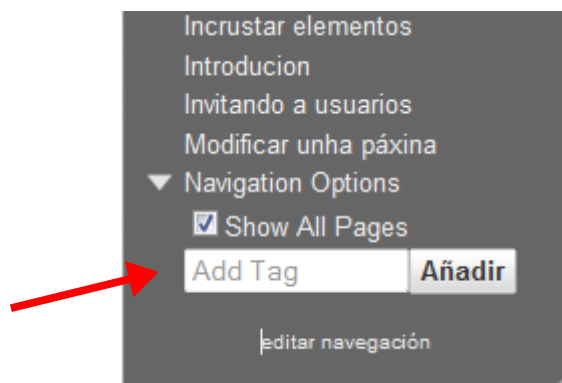 Incrustar elementos
Introducion
Invitando a usuarios
Modificar unha páxina
Navigation Options
Show All Pages
Add Tag Añadir
editar navegación